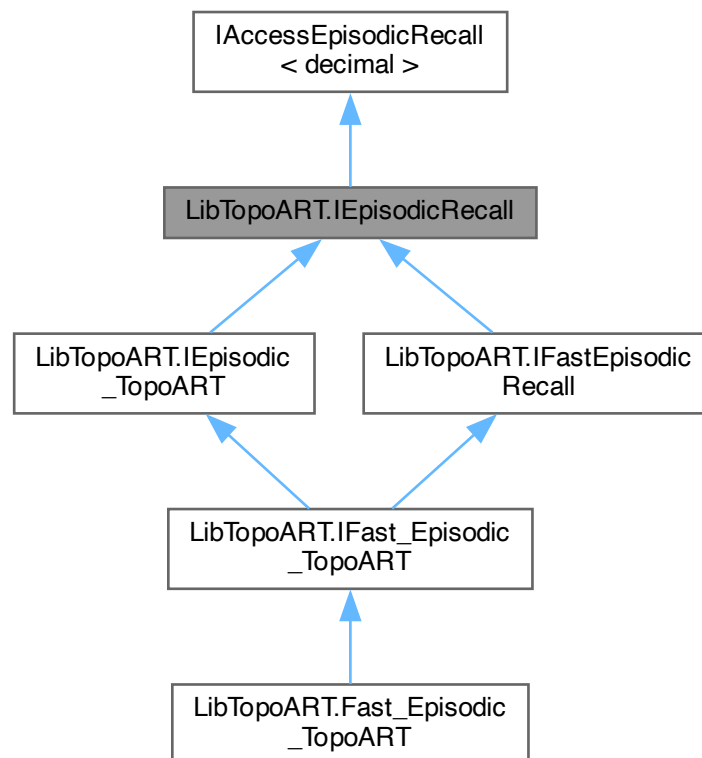 IAccessEpisodicRecall
< decimal >
LibTopoART.IEpisodicRecall
LibTopoART.IEpisodic
_TopoART
LibTopoART.IFastEpisodic
Recall
LibTopoART.IFast_Episodic
_TopoART
LibTopoART.Fast_Episodic
_TopoART